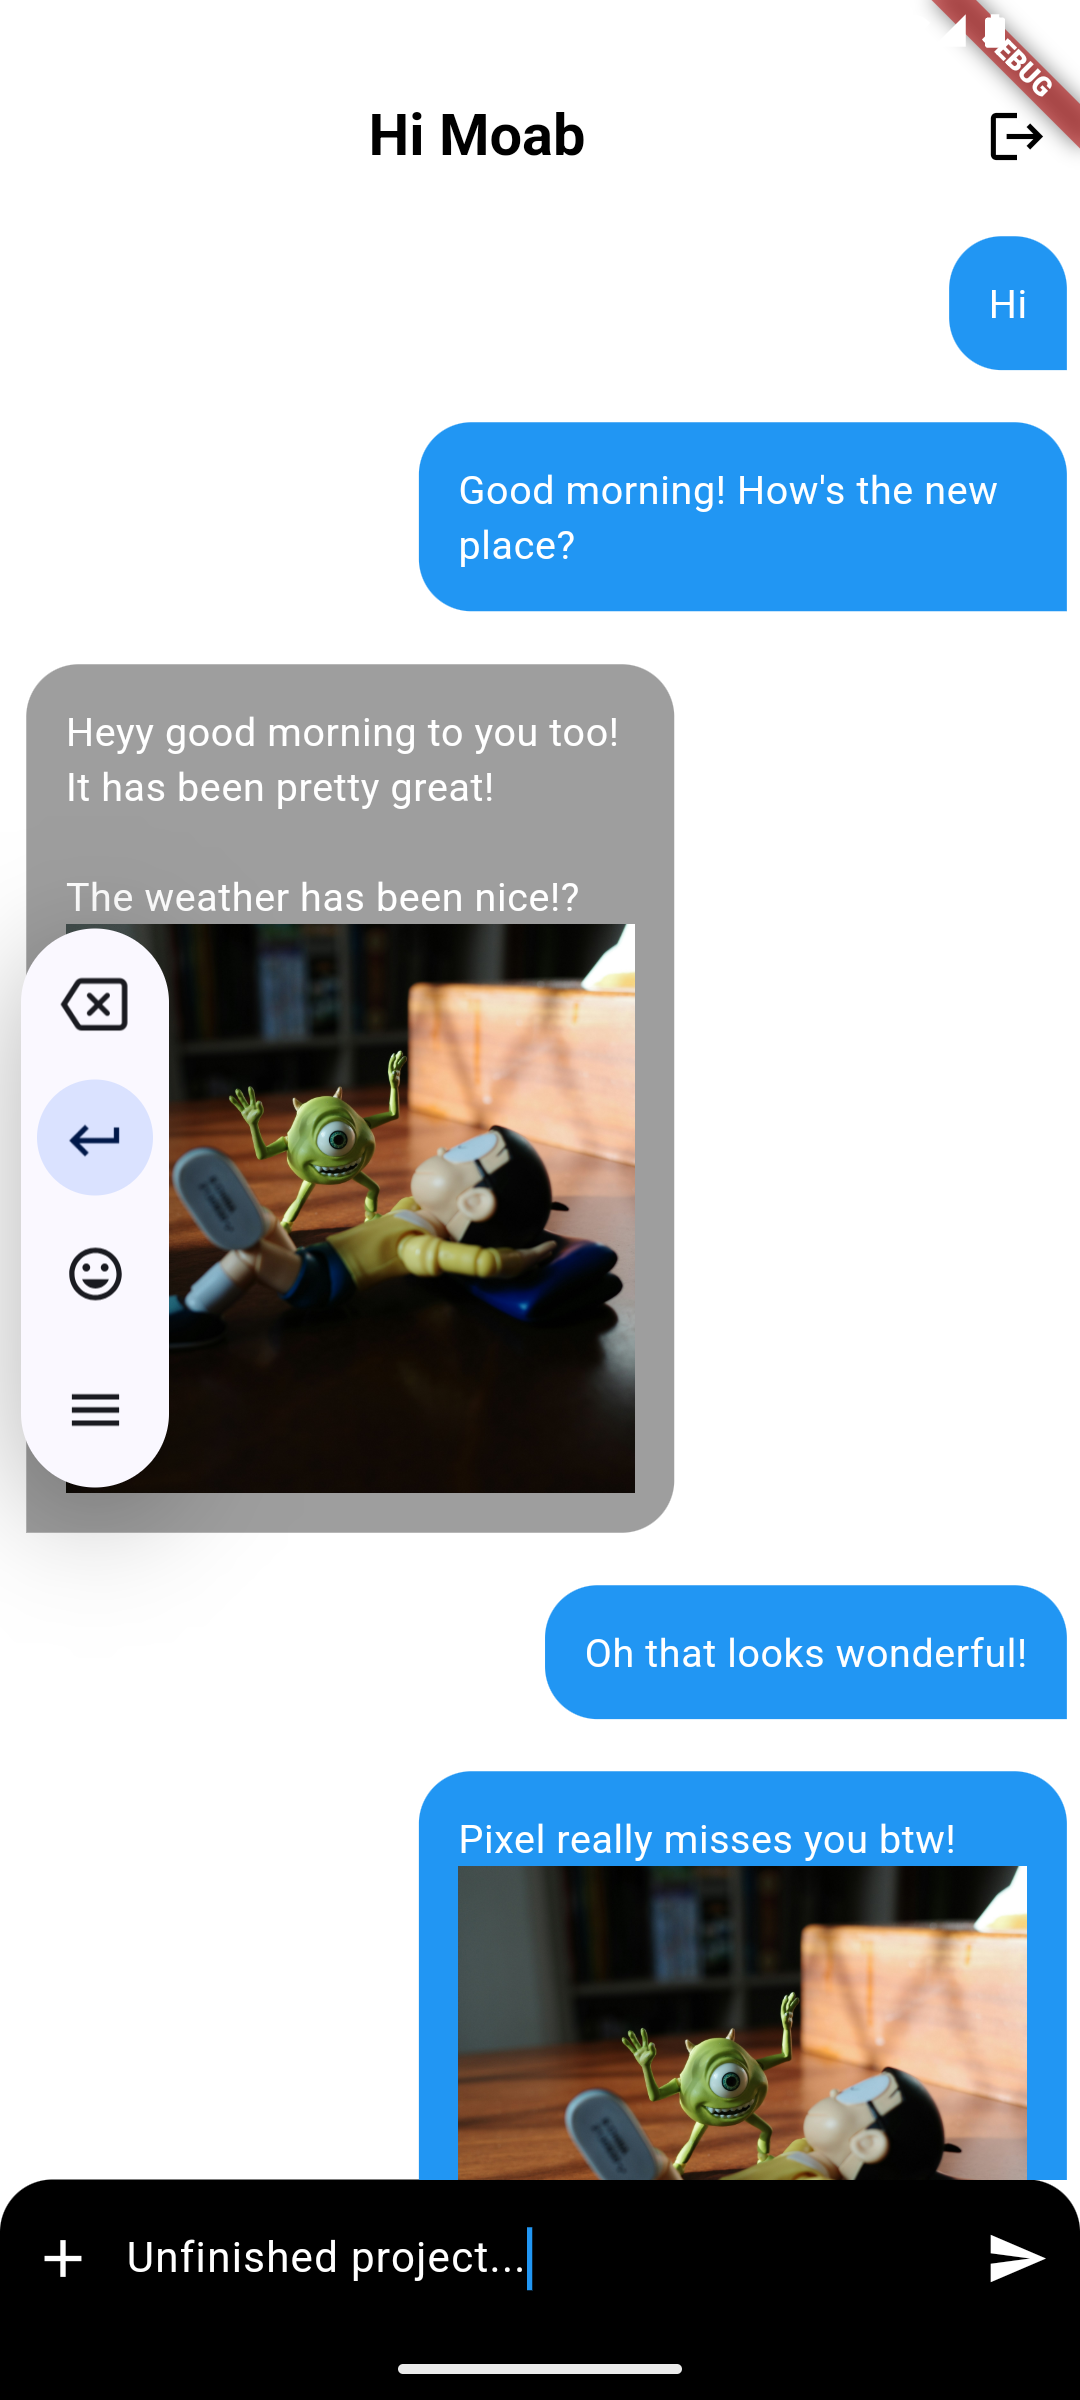 DEBUG
Hi Moab
Hi
Good morning! How's the new
place?
Heyy good morning to you too!
It has been pretty great!
The weather has been nice!?
Oh that looks wonderful!
Pixel really misses you btw!
Unfinished project...